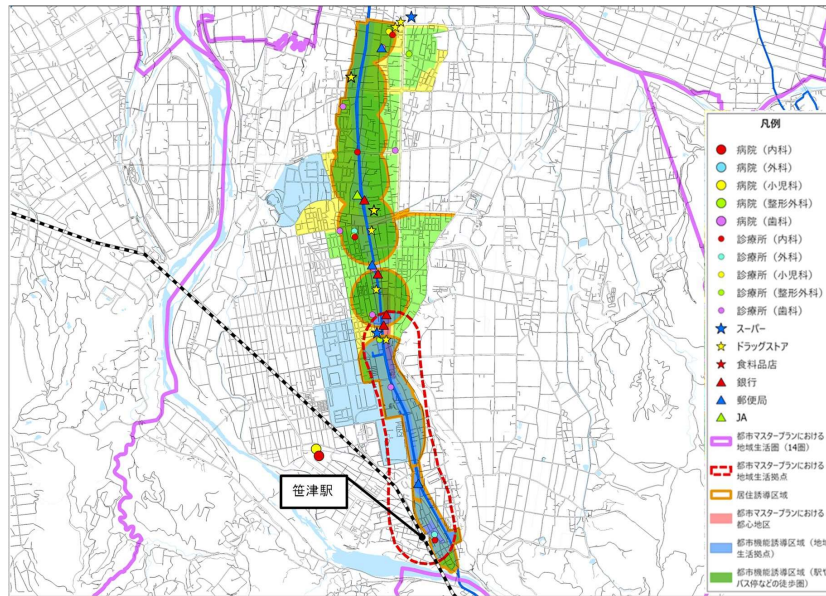 凡例
病院（内科）
病院（外科）
病院（小児科）
病院（整形外科）
病院（歯科）
診療所（内科）
診療所（外科）
診療所（小児科）
診療所（整形外科）
診療所（歯科）
スーパー
ドラッグストア
食料品店
銀行
郵便局
JA
都市マスタープランにおける
地域生活圏（14圏）
都市マスタープランにおける
地域生活拠点
居住誘導区域
都市マスタープランにおける
都心地区
都市機能誘導区域（地域
生活拠点）
都市機能誘導区域（駅や
バス停などの徒歩圏）
笹津駅